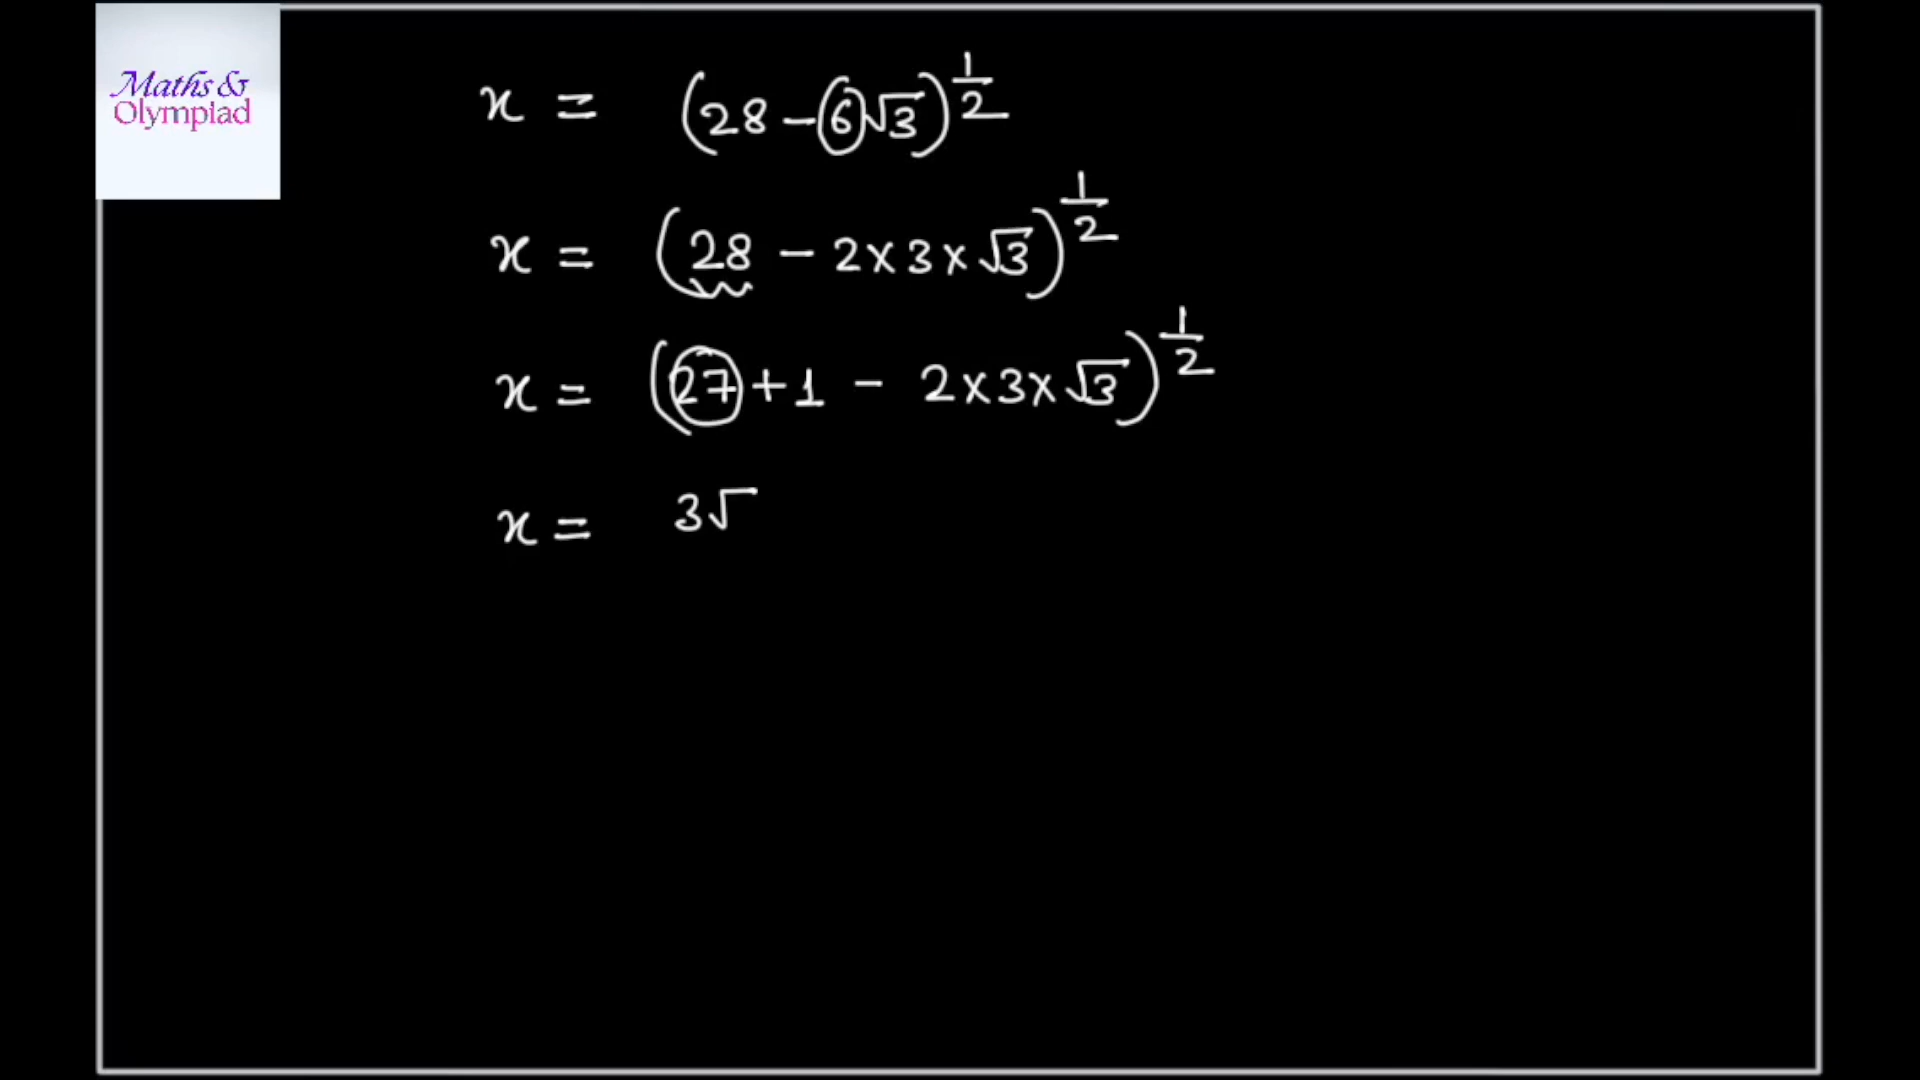 Maths &
Olympiad
x = (28 - 6√3)^(1/2)
x = (28 - 2×3×√3)^(1/2)
x = (27 + 1 - 2×3×√3)^(1/2)
x = 3√